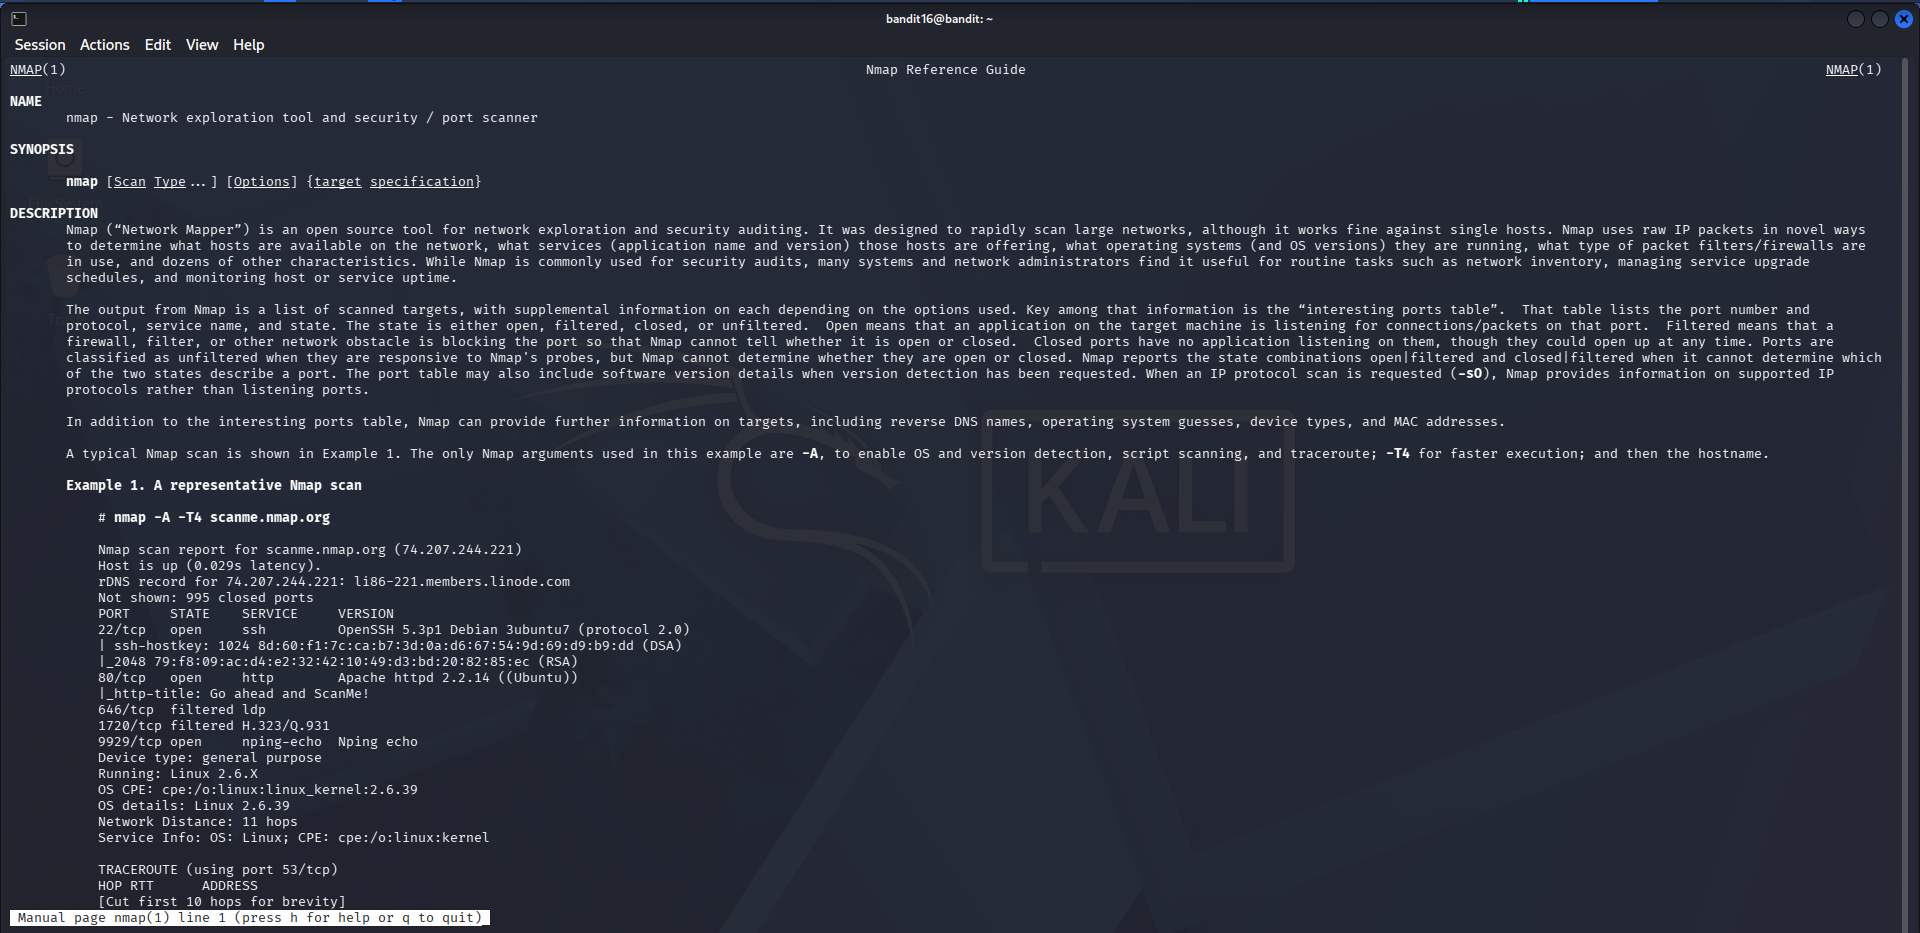 bandit16@bandit: ~
Session Actions Edit View Help
NMAP(1) Nmap Reference Guide NMAP(1)
NAME
nmap - Network exploration tool and security / port scanner
SYNOPSIS
nmap [Scan Type...] [Options] {target specification}
DESCRIPTION
Nmap (“Network Mapper”) is an open source tool for network exploration and security auditing. It was designed to rapidly scan large networks, although it works fine against single hosts. Nmap uses raw IP packets in novel ways
to determine what hosts are available on the network, what services (application name and version) those hosts are offering, what operating systems (and OS versions) they are running, what type of packet filters/firewalls are
in use, and dozens of other characteristics. While Nmap is commonly used for security audits, many systems and network administrators find it useful for routine tasks such as network inventory, managing service upgrade
schedules, and monitoring host or service uptime.
The output from Nmap is a list of scanned targets, with supplemental information on each depending on the options used. Key among that information is the “interesting ports table”.  That table lists the port number and
protocol, service name, and state. The state is either open, filtered, closed, or unfiltered.  Open means that an application on the target machine is listening for connections/packets on that port.  Filtered means that a
firewall, filter, or other network obstacle is blocking the port so that Nmap cannot tell whether it is open or closed.  Closed ports have no application listening on them, though they could open up at any time. Ports are
classified as unfiltered when they are responsive to Nmap's probes, but Nmap cannot determine whether they are open or closed. Nmap reports the state combinations open|filtered and closed|filtered when it cannot determine which
of the two states describe a port. The port table may also include software version details when version detection has been requested. When an IP protocol scan is requested (-sO), Nmap provides information on supported IP
protocols rather than listening ports.
In addition to the interesting ports table, Nmap can provide further information on targets, including reverse DNS names, operating system guesses, device types, and MAC addresses.
A typical Nmap scan is shown in Example 1. The only Nmap arguments used in this example are -A, to enable OS and version detection, script scanning, and traceroute; -T4 for faster execution; and then the hostname.
Example 1. A representative Nmap scan
# nmap -A -T4 scanme.nmap.org
Nmap scan report for scanme.nmap.org (74.207.244.221)
Host is up (0.029s latency).
rDNS record for 74.207.244.221: li86-221.members.linode.com
Not shown: 995 closed ports
PORT     STATE    SERVICE     VERSION
22/tcp   open     ssh         OpenSSH 5.3p1 Debian 3ubuntu7 (protocol 2.0)
| ssh-hostkey: 1024 8d:60:f1:7c:ca:b7:3d:0a:d6:67:54:9d:69:d9:b9:dd (DSA)
|_2048 79:f8:09:ac:d4:e2:32:42:10:49:d3:bd:20:82:85:ec (RSA)
80/tcp   open     http        Apache httpd 2.2.14 ((Ubuntu))
|_http-title: Go ahead and ScanMe!
646/tcp  filtered ldp
1720/tcp filtered H.323/Q.931
9929/tcp open     nping-echo  Nping echo
Device type: general purpose
Running: Linux 2.6.X
OS CPE: cpe:/o:linux:linux_kernel:2.6.39
OS details: Linux 2.6.39
Network Distance: 11 hops
Service Info: OS: Linux; CPE: cpe:/o:linux:kernel
TRACEROUTE (using port 53/tcp)
HOP RTT      ADDRESS
[Cut first 10 hops for brevity]
Manual page nmap(1) line 1 (press h for help or q to quit)
KALI
Home